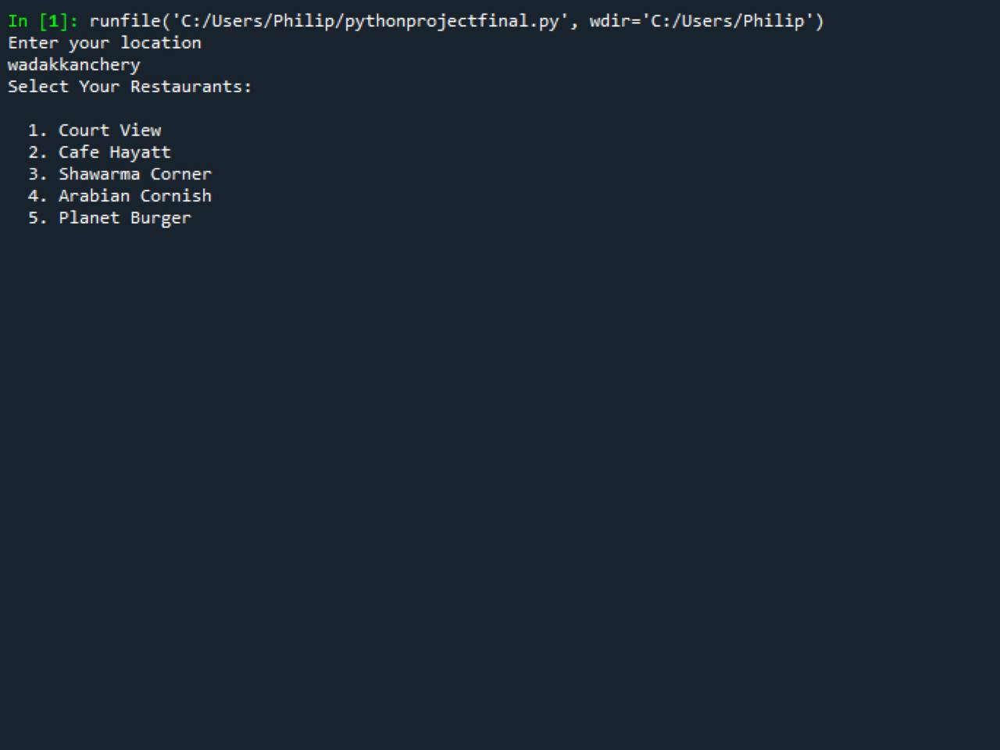 In [1]: runfile('C:/Users/Philip/pythonprojectfinal.py', wdir='C:/Users/Philip')
Enter your location
wadakkanchery
Select Your Restaurants:
1. Court View
2. Cafe Hayatt
3. Shawarma Corner
4. Arabian Cornish
5. Planet Burger